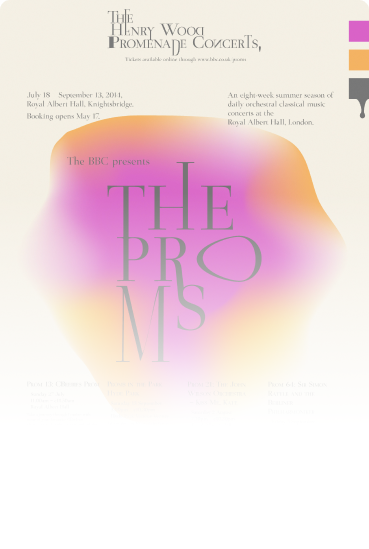 THE
HENRY WOOD
PROMENADE CONCERTS,
Tickets available online through www.bbc.co.uk/proms
July 18 September 13, 2014,
Royal Albert Hall, Knightsbridge.
Booking opens May 17.
An eight-week summer season of
daily orchestral classical music
concerts at the
Royal Albert Hall, London.
The BBC presents
THE
PRO
MS